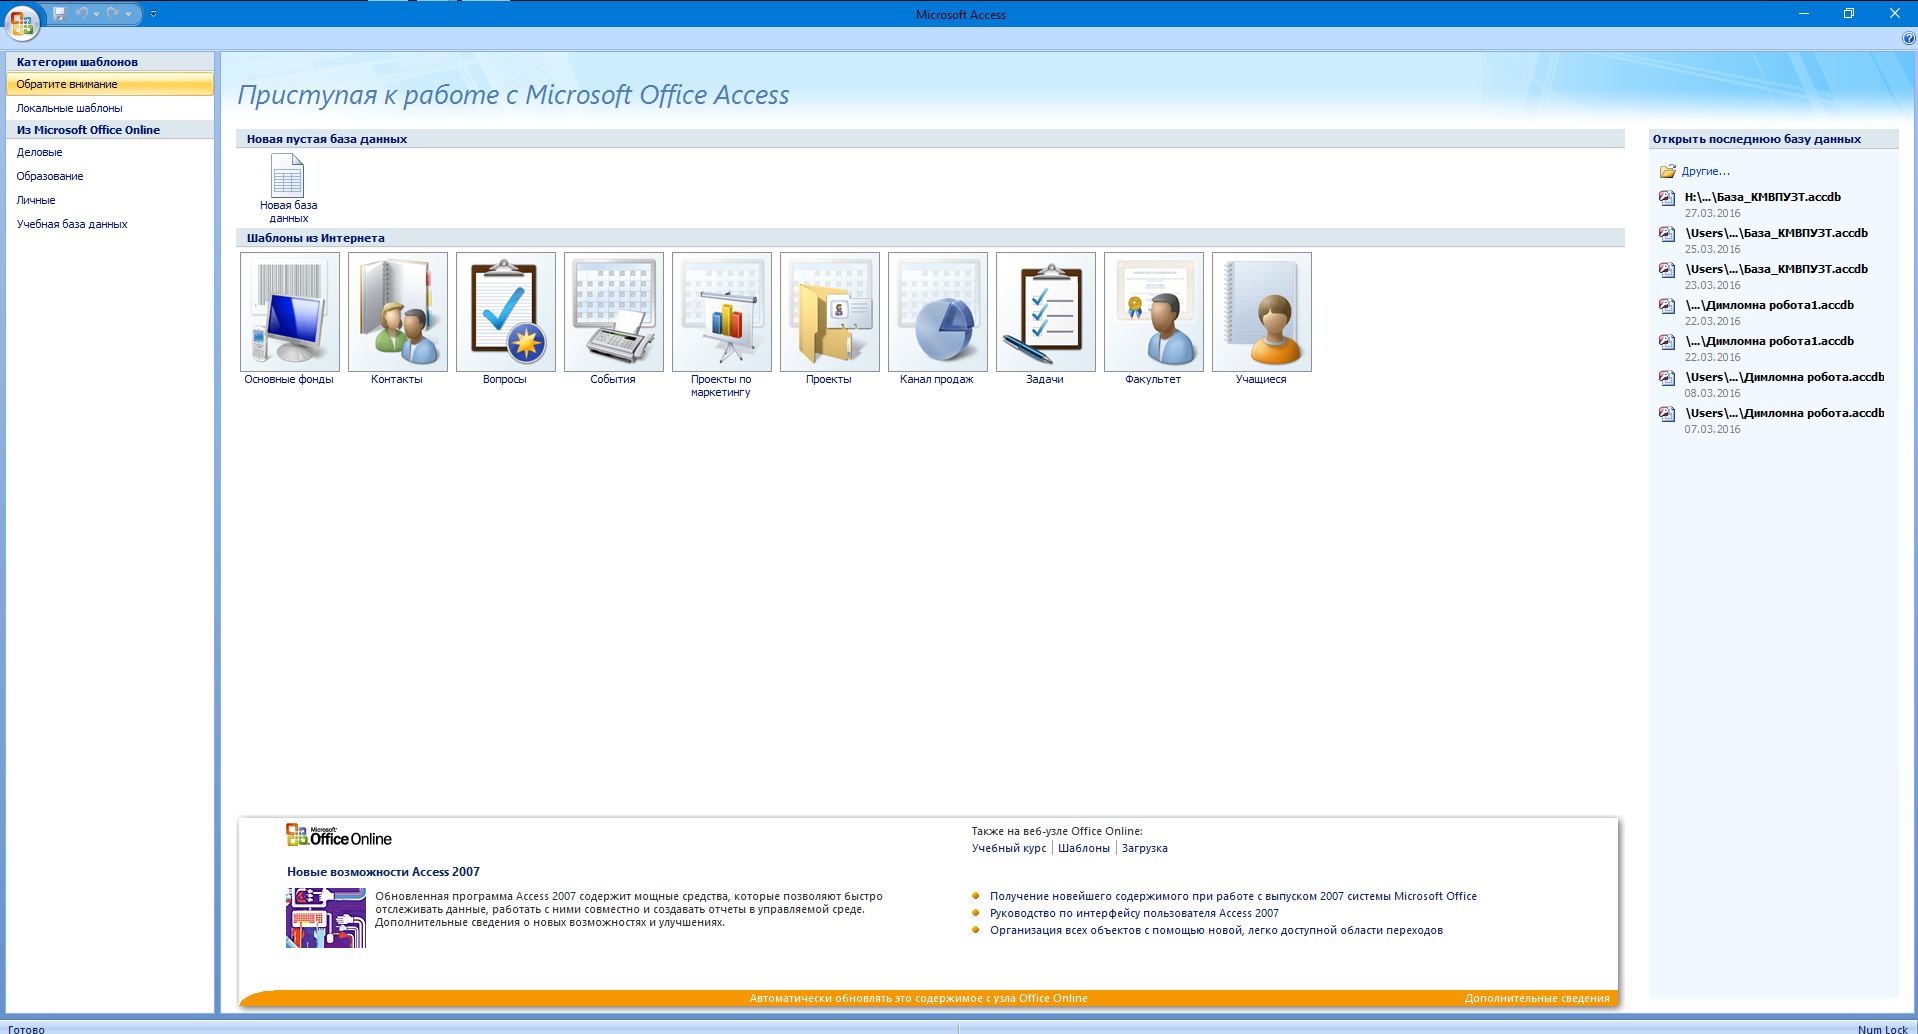 Microsoft Access
Категории шаблонов
Обратите внимание
Локальные шаблоны
Из Microsoft Office Online
Деловые
Образование
Личные
Учебная база данных
Приступая к работе с Microsoft Office Access
Новая пустая база данных
Новая база
данных
Шаблоны из Интернета
Основные фонды
Контакты
Вопросы
События
Проекты по
маркетингу
Проекты
Канал продаж
Задачи
Факультет
Учащиеся
Открыть последнюю базу данных
Другие...
H:\...\База_КМВПУЗТ.accdb
27.03.2016
\Users\...\База_КМВПУЗТ.accdb
25.03.2016
\Users\...\База_КМВПУЗТ.accdb
23.03.2016
\...\Димломна робота1.accdb
22.03.2016
\...\Димломна робота1.accdb
22.03.2016
\Users\...\Димломна робота.accdb
08.03.2016
\Users\...\Димломна робота.accdb
07.03.2016
Microsoft
Office Online
Новые возможности Access 2007
Обновленная программа Access 2007 содержит мощные средства, которые позволяют быстро
отслеживать данные, работать с ними совместно и создавать отчеты в управляемой среде.
Дополнительные сведения о новых возможностях и улучшениях.
Также на веб-узле Office Online:
Учебный курс | Шаблоны | Загрузка
Получение новейшего содержимого при работе с выпуском 2007 системы Microsoft Office
Руководство по интерфейсу пользователя Access 2007
Организация всех объектов с помощью новой, легко доступной области переходов
Автоматически обновлять это содержимое с узла Office Online
Дополнительные сведения
Готово
Num Lock